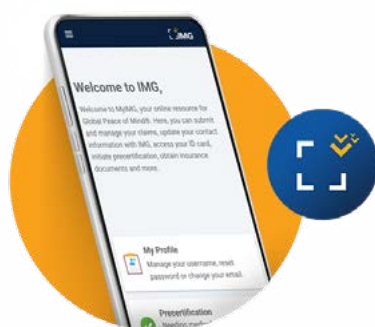 IMG
Welcome to IMG,
Welcome to MyIMG, your online resource for
Global Peace of Mind®. Here, you can submit
and manage your claims, update your contact
information with IMG, access your ID card,
initiate precertification, obtain insurance
documents and more.
My Profile
Manage your username, reset
password or change your email.
Precertification
Needing